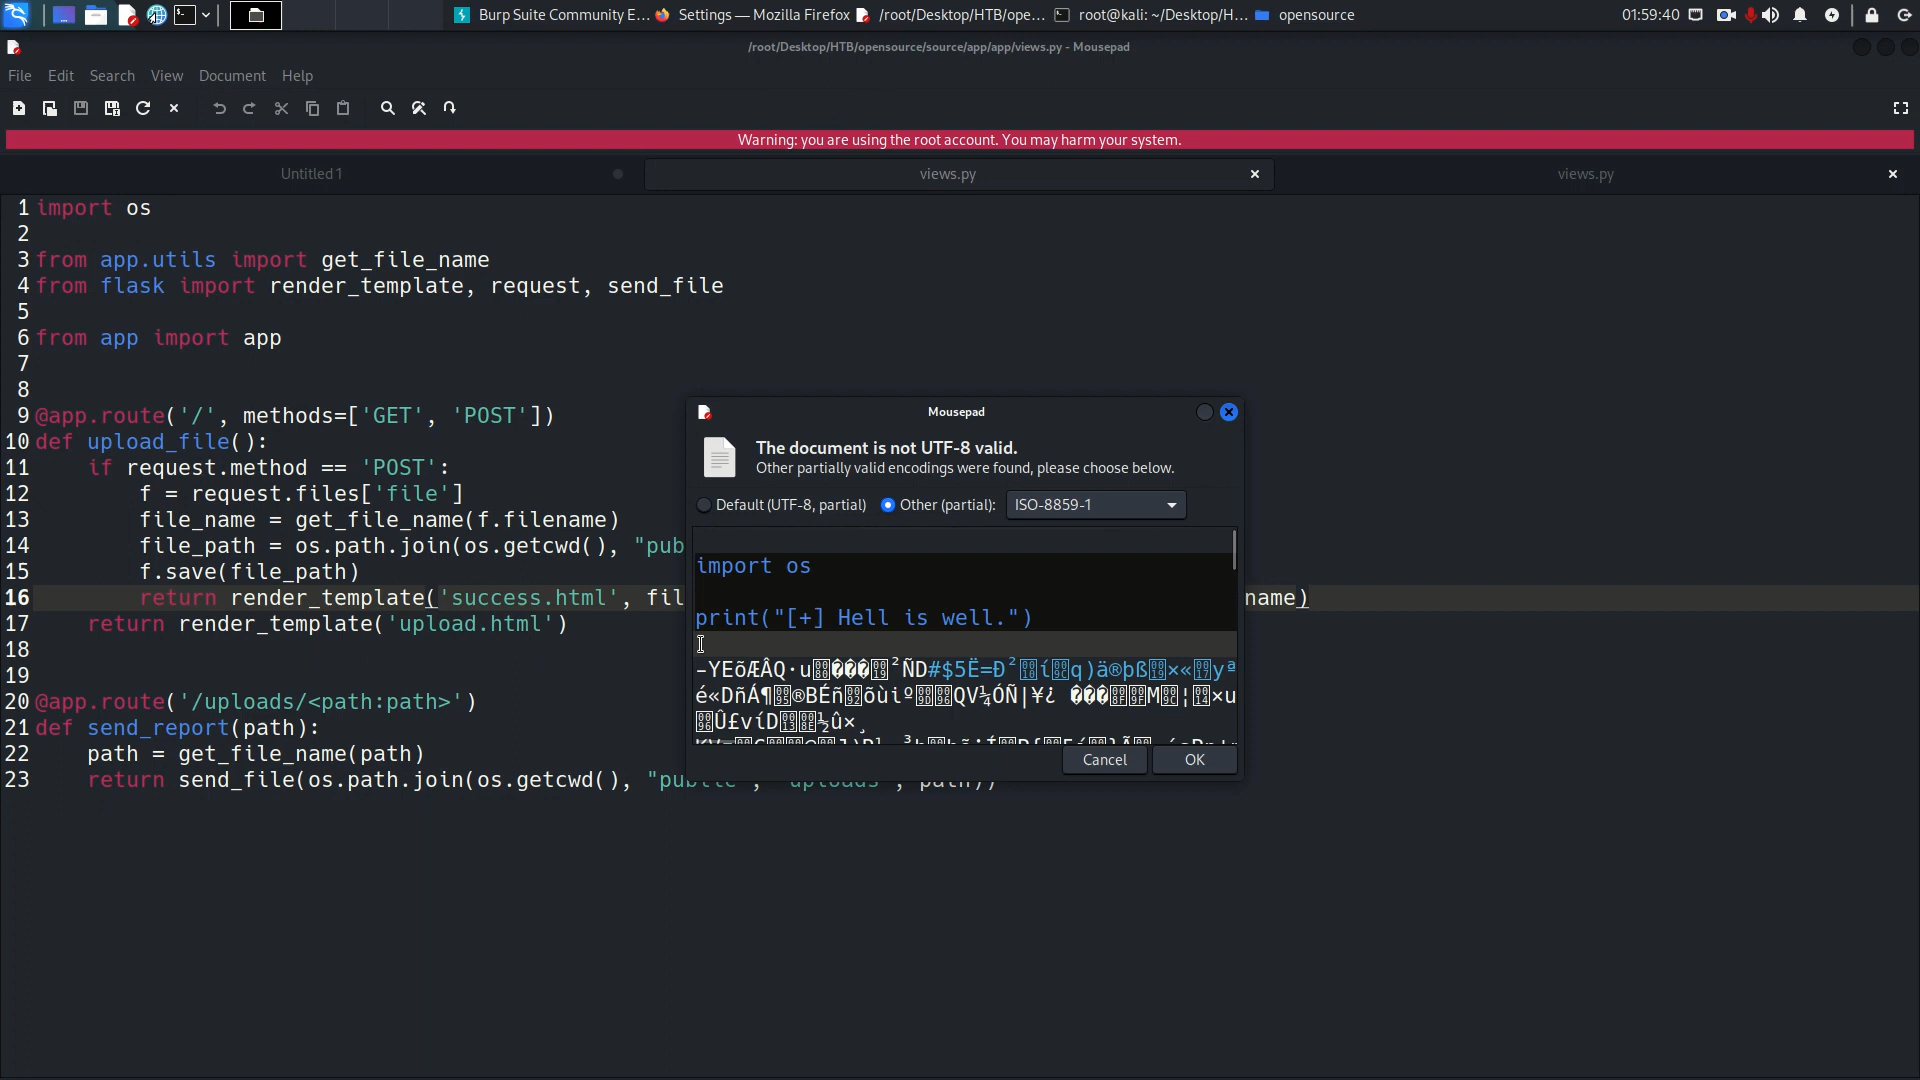 Burp Suite Community E... Settings — Mozilla Firefox /root/Desktop/HTB/ope... root@kali: ~/Desktop/H... opensource 01:59:40
/root/Desktop/HTB/opensource/source/app/app/views.py - Mousepad
File Edit Search View Document Help
Warning: you are using the root account. You may harm your system.
Untitled 1 views.py views.py
1 import os
2
3 from app.utils import get_file_name
4 from flask import render_template, request, send_file
5
6 from app import app
7
8
9 @app.route('/', methods=['GET', 'POST'])
10 def upload_file():
11 if request.method == 'POST':
12 f = request.files['file']
13 file_name = get_file_name(f.filename)
14 file_path = os.path.join(os.getcwd(), "pub
15 f.save(file_path)
16 return render_template('success.html', fil name)
17 return render_template('upload.html')
18
19
20 @app.route('/uploads/<path:path>')
21 def send_report(path):
22 path = get_file_name(path)
23 return send_file(os.path.join(os.getcwd(), "public", "uploads", path))
Mousepad
The document is not UTF-8 valid.
Other partially valid encodings were found, please choose below.
Default (UTF-8, partial) Other (partial): ISO-8859-1
import os
print("[+] Hell is well.")
Cancel OK